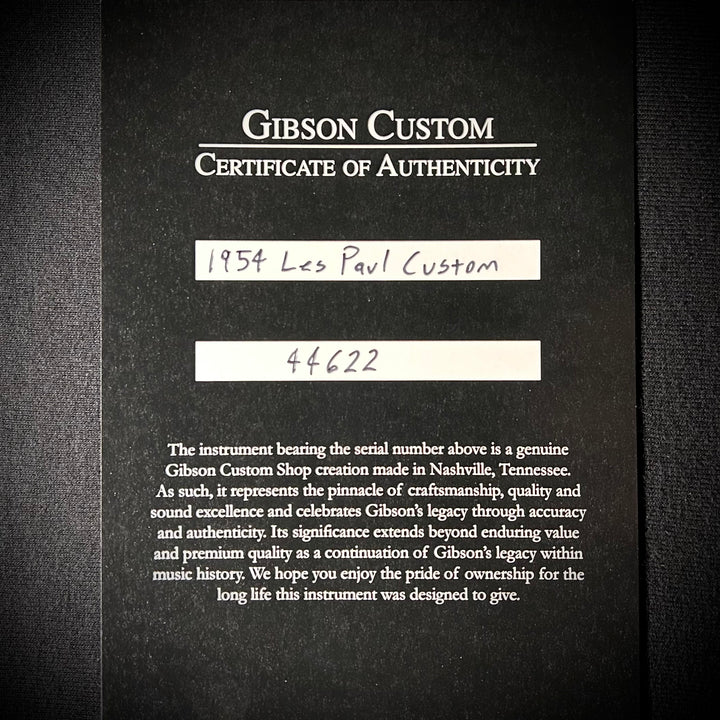 GIBSON CUSTOM
CERTIFICATE OF AUTHENTICITY
1954 Les Paul Custom
44622
The instrument bearing the serial number above is a genuine
Gibson Custom Shop creation made in Nashville, Tennessee.
As such, it represents the pinnacle of craftsmanship, quality and
sound excellence and celebrates Gibson's legacy through accuracy
and authenticity. Its significance extends beyond enduring value
and premium quality as a continuation of Gibson's legacy within
music history. We hope you enjoy the pride of ownership for the
long life this instrument was designed to give.